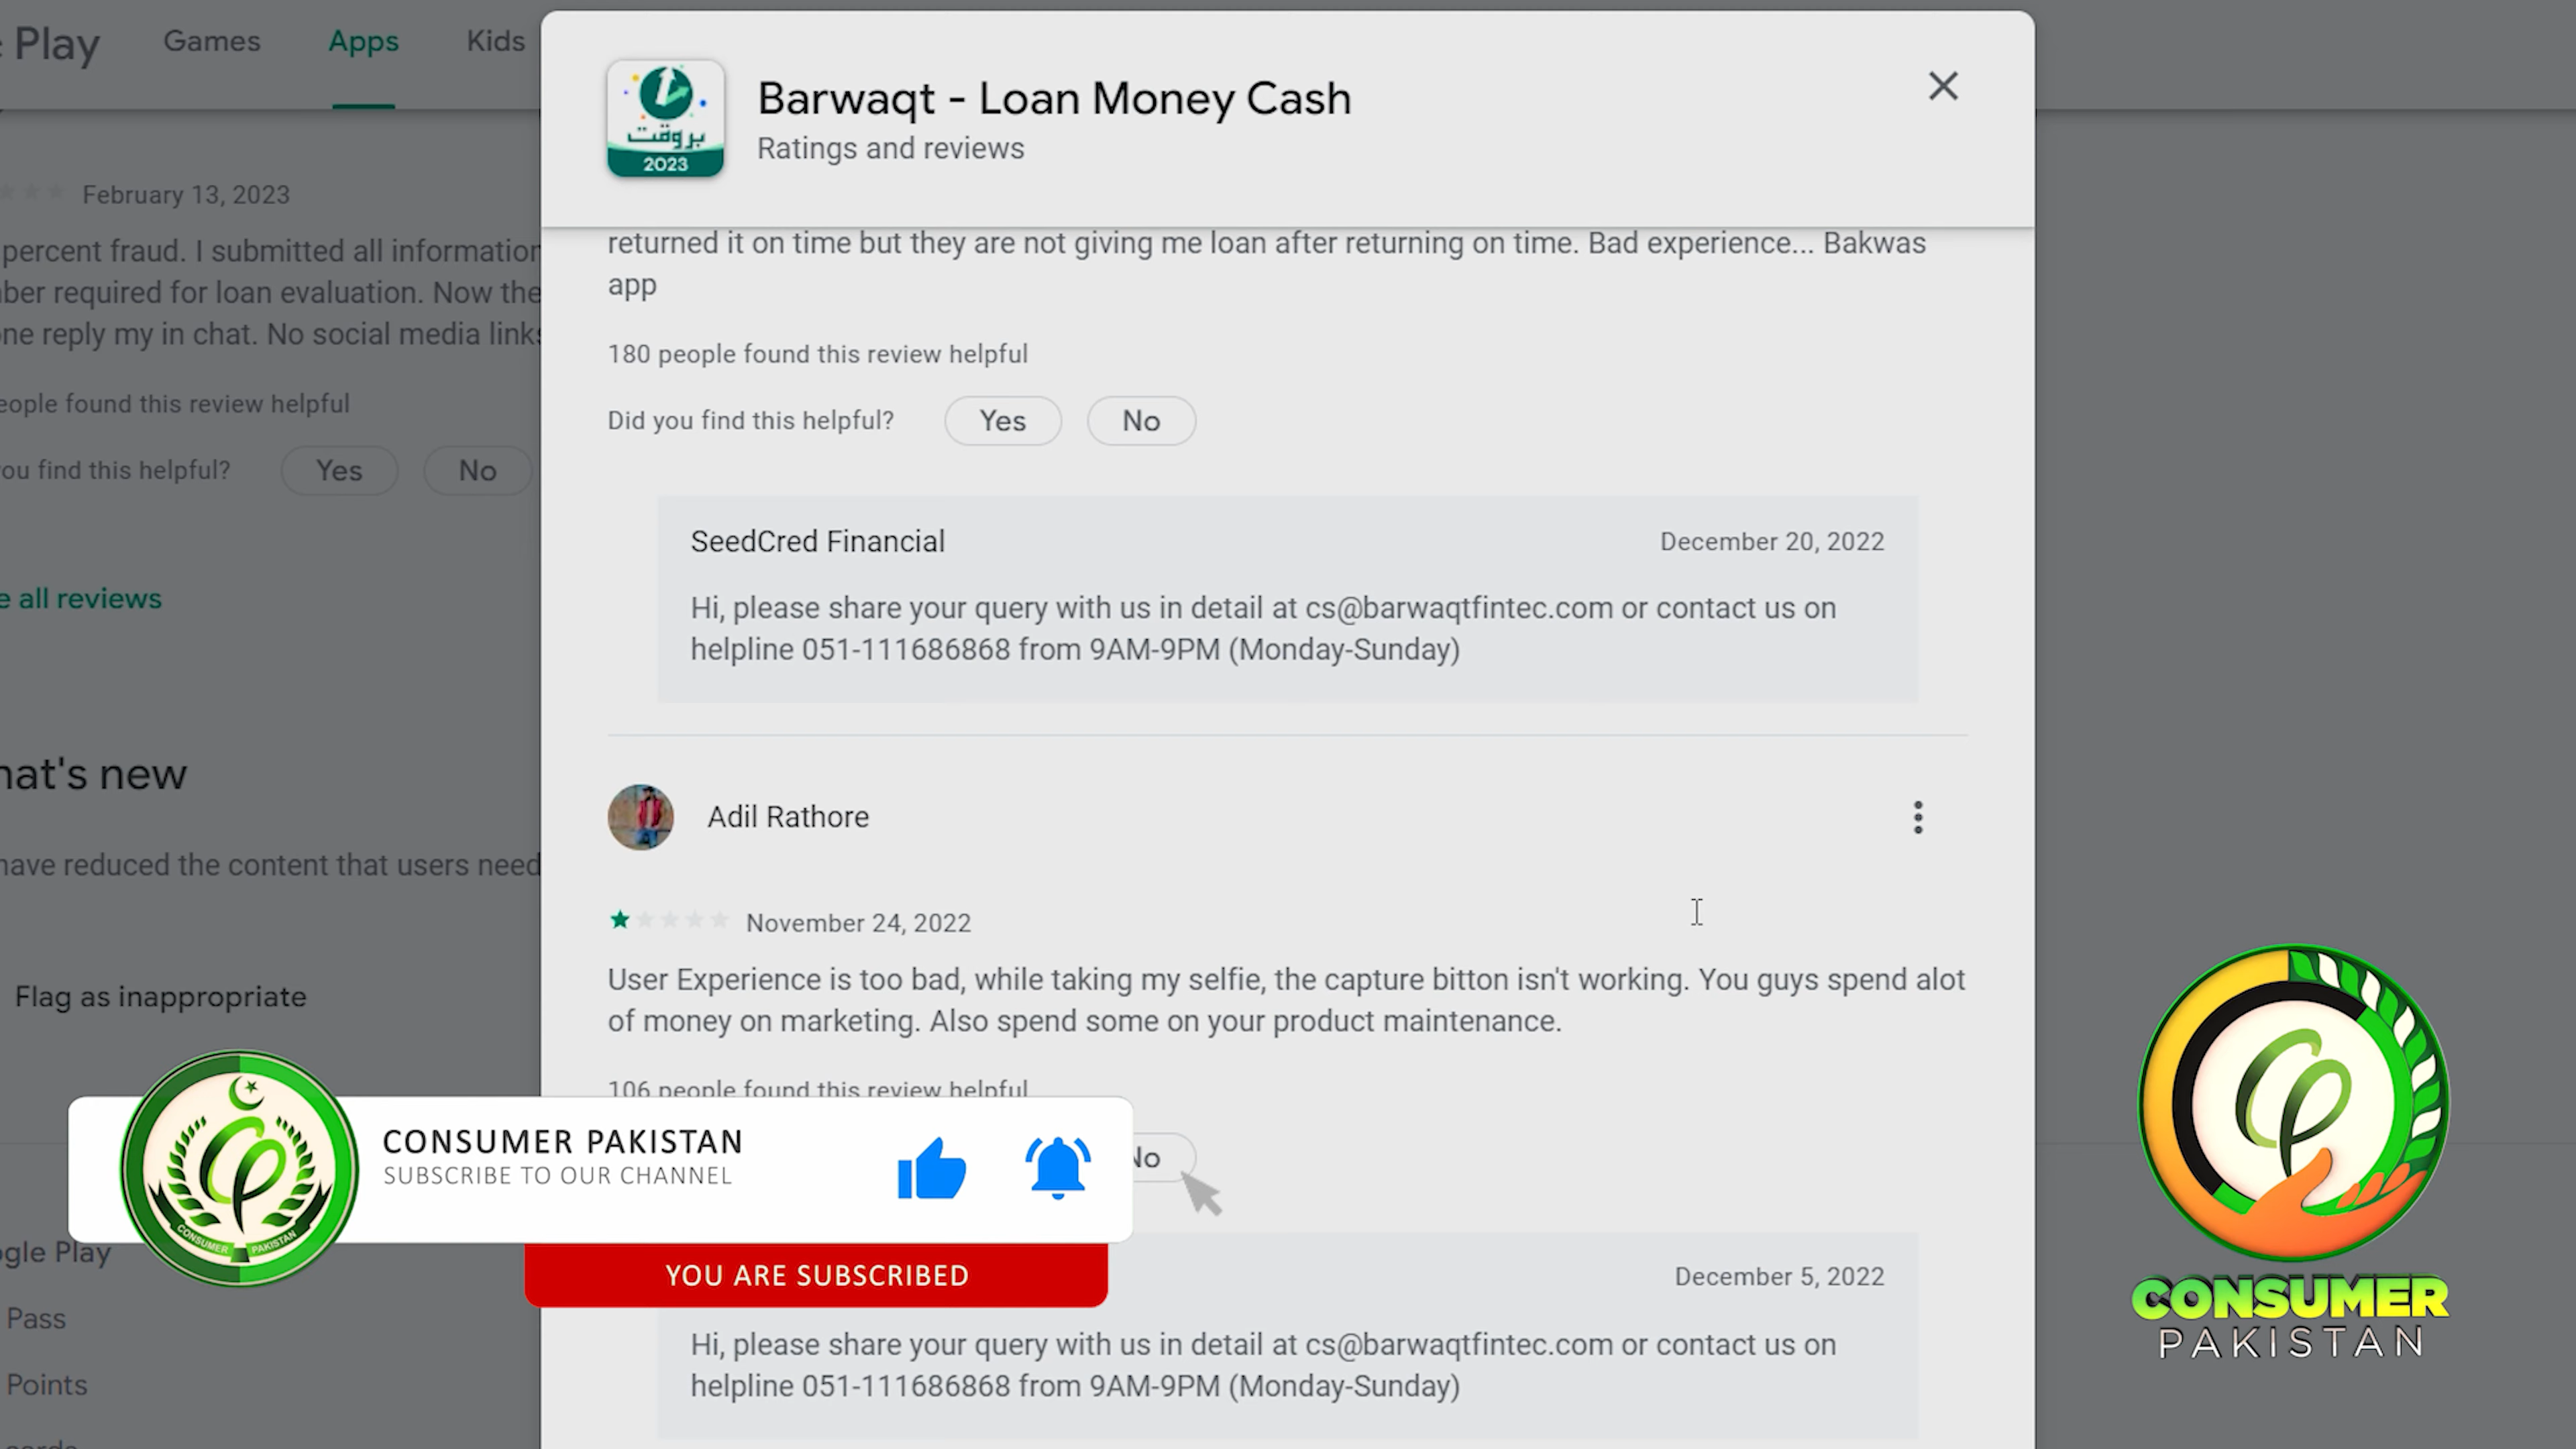 Play
Games
Apps
Kids
February 13, 2023
percent fraud. I submitted all information
required for loan evaluation. Now the
reply my in chat. No social media links
found this review helpful
find this helpful?
Yes
No
all reviews
new
have reduced the content that users need
Flag as inappropriate
Play
Pass
Points
بروقت
2023
Barwaqt - Loan Money Cash
Ratings and reviews
returned it on time but they are not giving me loan after returning on time. Bad experience... Bakwas
app
180 people found this review helpful
Did you find this helpful?
Yes
No
SeedCred Financial
December 20, 2022
Hi, please share your query with us in detail at cs@barwaqtfintec.com or contact us on
helpline 051-111686868 from 9AM-9PM (Monday-Sunday)
Adil Rathore
November 24, 2022
User Experience is too bad, while taking my selfie, the capture bitton isn't working. You guys spend alot
of money on marketing. Also spend some on your product maintenance.
106 people found this review helpful
No
December 5, 2022
Hi, please share your query with us in detail at cs@barwaqtfintec.com or contact us on
helpline 051-111686868 from 9AM-9PM (Monday-Sunday)
CONSUMER PAKISTAN
CONSUMER PAKISTAN
SUBSCRIBE TO OUR CHANNEL
YOU ARE SUBSCRIBED
CONSUMER
PAKISTAN